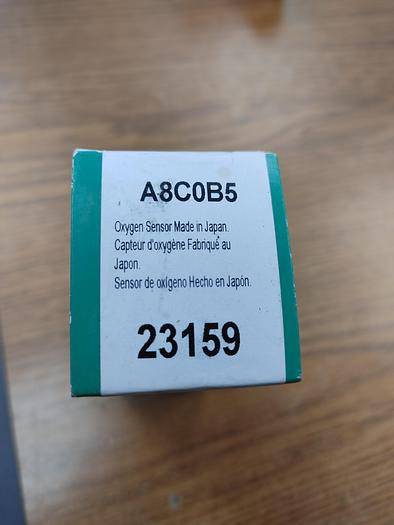 A8C0B5
Oxygen Sensor Made in Japan.
Capteur d'oxygène Fabriqué au
Japon.
Sensor de oxígeno Hecho en Japón.
23159